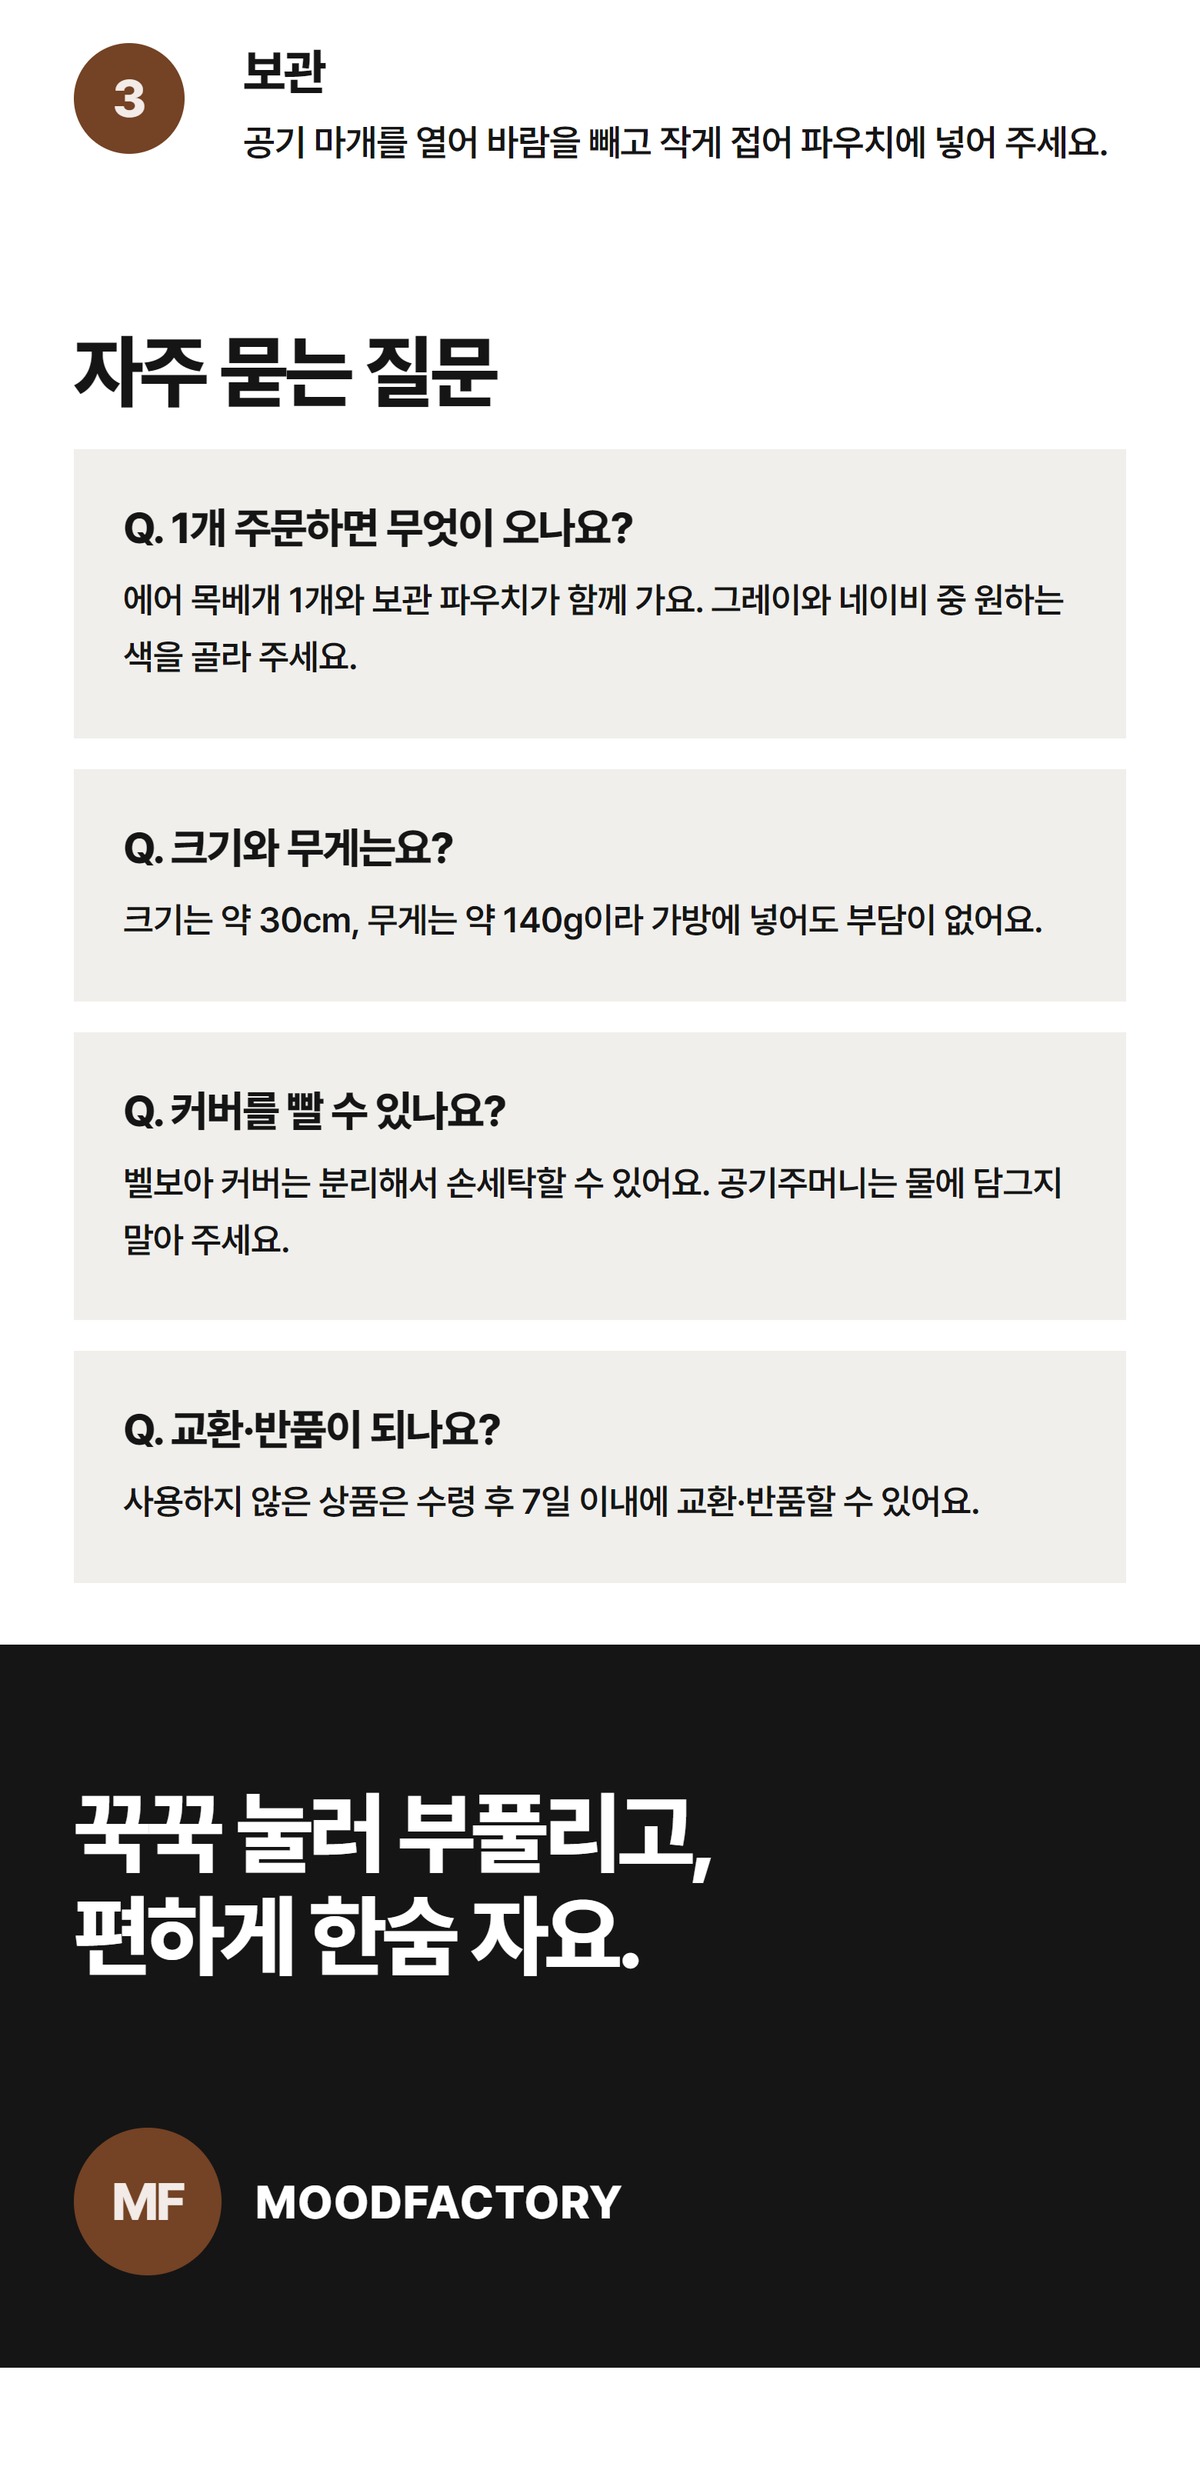 3
보관
공기 마개를 열어 바람을 빼고 작게 접어 파우치에 넣어 주세요.
자주 묻는 질문
Q. 1개 주문하면 무엇이 오나요?
에어 목베개 1개와 보관 파우치가 함께 가요. 그레이와 네이비 중 원하는
색을 골라 주세요.
Q. 크기와 무게는요?
크기는 약 30cm, 무게는 약 140g이라 가방에 넣어도 부담이 없어요.
Q. 커버를 빨 수 있나요?
벨보아 커버는 분리해서 손세탁할 수 있어요. 공기주머니는 물에 담그지
말아 주세요.
Q. 교환·반품이 되나요?
사용하지 않은 상품은 수령 후 7일 이내에 교환·반품할 수 있어요.
꾹꾹 눌러 부풀리고,
편하게 한숨 자요.
MF
MOODFACTORY